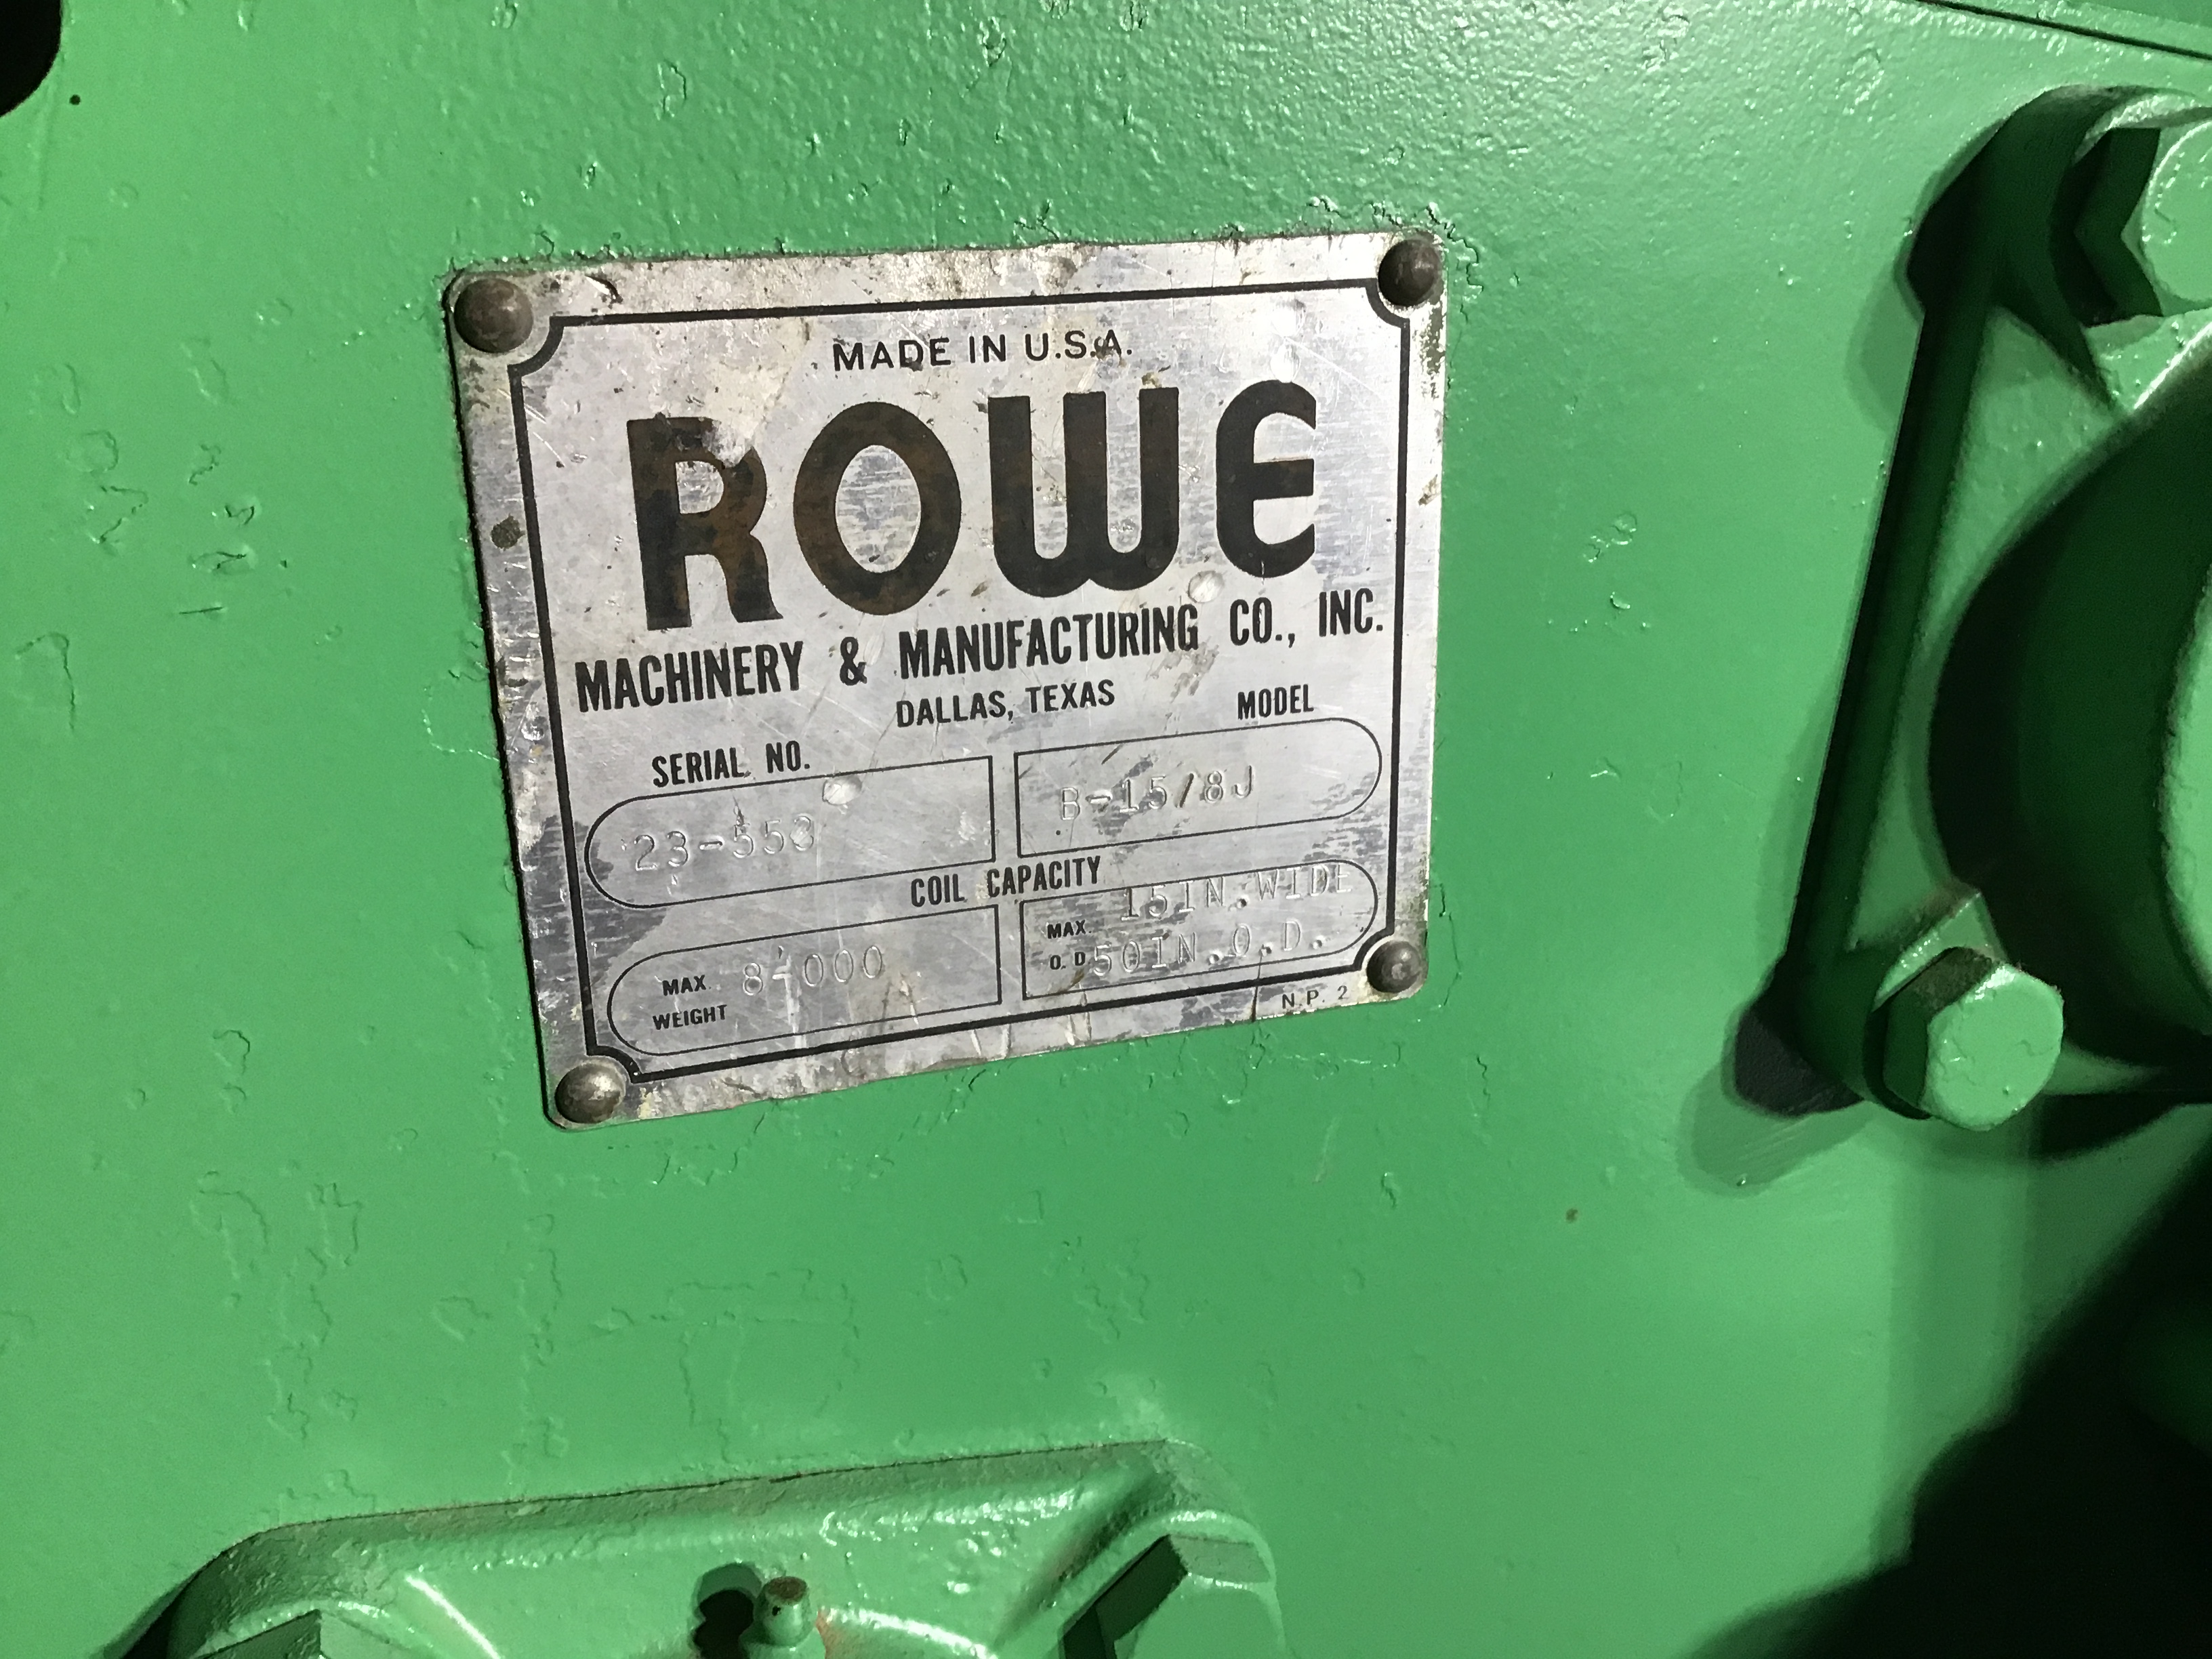 MADE IN U.S.A.
ROWE
MACHINERY & MANUFACTURING CO., INC.
DALLAS, TEXAS
SERIAL NO. MODEL
23-553 B-15/8J
COIL CAPACITY
MAX. WEIGHT 8-000
MAX. O. D 15IN.WIDE
50IN.O.D.
N.P. 2